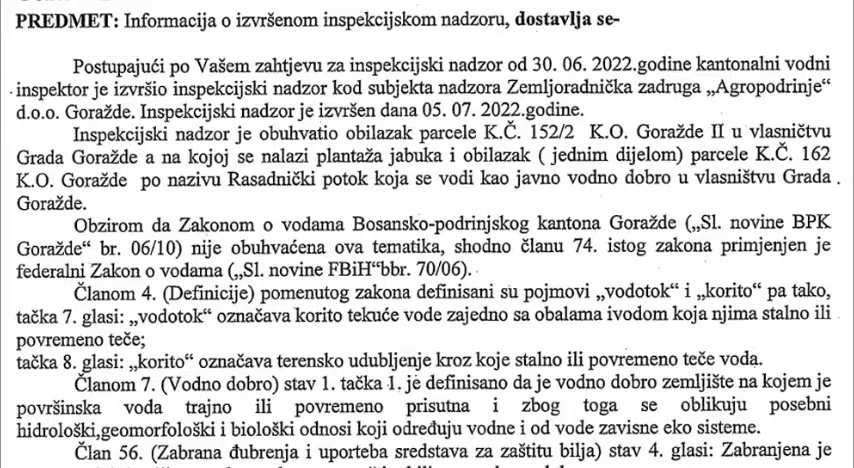 PREDMET: Informacija o izvršenom inspekcijskom nadzoru, dostavlja se-
Postupajući po Vašem zahtjevu za inspekcijski nadzor od 30. 06. 2022.godine kantonalni vodni
inspektor je izvršio inspekcijski nadzor kod subjekta nadzora Zemljoradnička zadruga „Agropodrinje“
d.o.o. Goražde. Inspekcijski nadzor je izvršen dana 05. 07. 2022.godine.
Inspekcijski nadzor je obuhvatio obilazak parcele K.Č. 152/2 K.O. Goražde II u vlasničtvu
Grada Goražde a na kojoj se nalazi plantaža jabuka i obilazak ( jednim dijelom) parcele K.Č. 162
K.O. Goražde po nazivu Rasadnički potok koja se vodi kao javno vodno dobro u vlasništvu Grada
Goražde.
Obzirom da Zakonom o vodama Bosansko-podrinjskog kantona Goražde („Sl. novine BPK
Goražde“ br. 06/10) nije obuhvaćena ova tematika, shodno članu 74. istog zakona primjenjen je
federalni Zakon o vodama („Sl. novine FBiH“bbr. 70/06).
Članom 4. (Definicije) pomenutog zakona definisani su pojmovi „vodotok“ i „korito“ pa tako,
tačka 7. glasi: „vodotok“ označava korito tekuće vode zajedno sa obalama ivodom koja njima stalno ili
povremeno teče;
tačka 8. glasi: „korito“ označava terensko udubljenje kroz koje stalno ili povremeno teče voda.
Članom 7. (Vodno dobro) stav 1. tačka 1. je definisano da je vodno dobro zemljište na kojem je
površinska voda trajno ili povremeno prisutna i zbog toga se oblikuju posebni
hidrološki,geomorfološki i biološki odnosi koji određuju vodne i od vode zavisne eko sisteme.
Član 56. (Zabrana đubrenja i uporteba sredstava za zaštitu bilja) stav 4. glasi: Zabranjena je